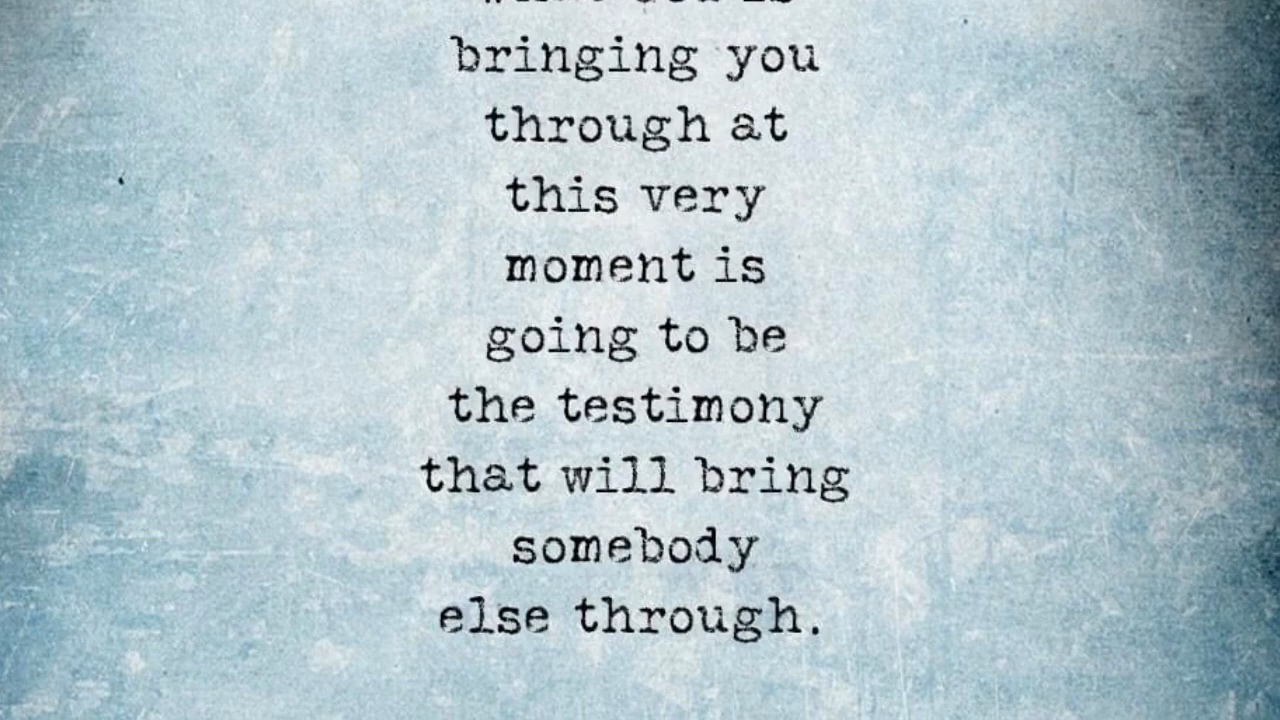 bringing you
through at
this very
moment is
going to be
the testimony
that will bring
somebody
else through.